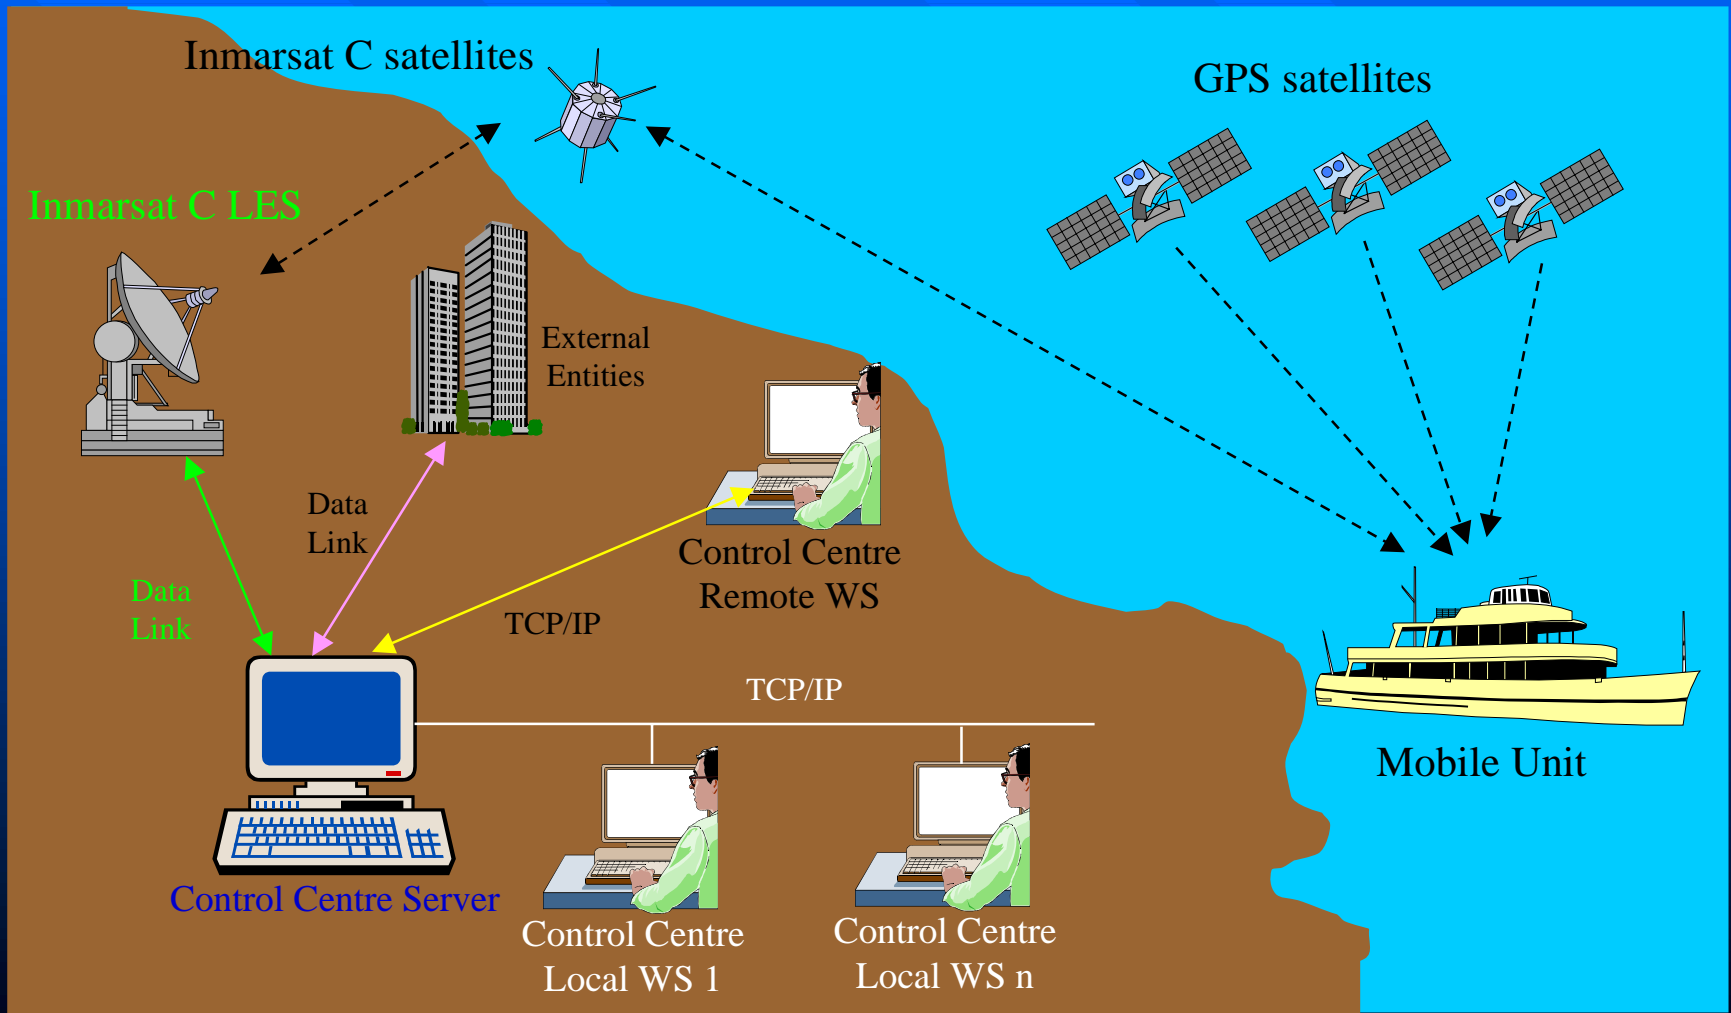 Inmarsat C satellites
GPS satellites
Inmarsat C LES
External
Entities
Data
Link
Data
Link
Control Centre
Remote WS
TCP/IP
TCP/IP
Mobile Unit
Control Centre Server
Control Centre
Local WS 1
Control Centre
Local WS n